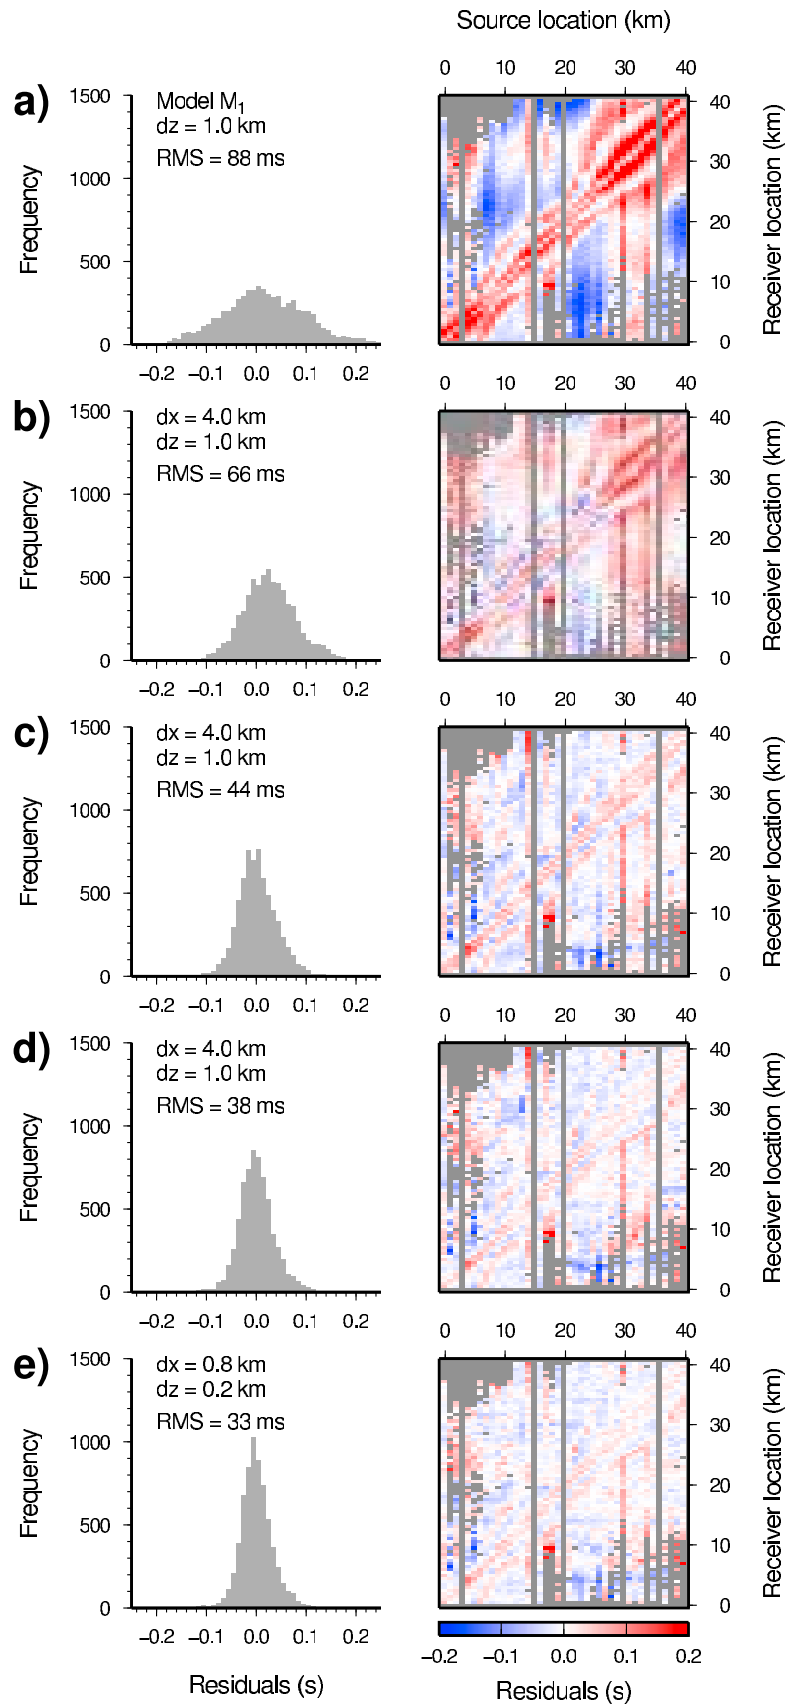 Source location (km)
0 10 20 30 40
a)
1500
1000
500
0
Frequency
Model M1
dz = 1.0 km
RMS = 88 ms
−0.2 −0.1 0.0 0.1 0.2
40
30
20
10
0
Receiver location (km)
b)
1500
1000
500
0
Frequency
dx = 4.0 km
dz = 1.0 km
RMS = 66 ms
−0.2 −0.1 0.0 0.1 0.2
0 10 20 30 40
40
30
20
10
0
Receiver location (km)
c)
1500
1000
500
0
Frequency
dx = 4.0 km
dz = 1.0 km
RMS = 44 ms
−0.2 −0.1 0.0 0.1 0.2
0 10 20 30 40
40
30
20
10
0
Receiver location (km)
d)
1500
1000
500
0
Frequency
dx = 4.0 km
dz = 1.0 km
RMS = 38 ms
−0.2 −0.1 0.0 0.1 0.2
0 10 20 30 40
40
30
20
10
0
Receiver location (km)
e)
1500
1000
500
0
Frequency
dx = 0.8 km
dz = 0.2 km
RMS = 33 ms
−0.2 −0.1 0.0 0.1 0.2
Residuals (s)
0 10 20 30 40
40
30
20
10
0
Receiver location (km)
−0.2 −0.1 0.0 0.1 0.2
Residuals (s)